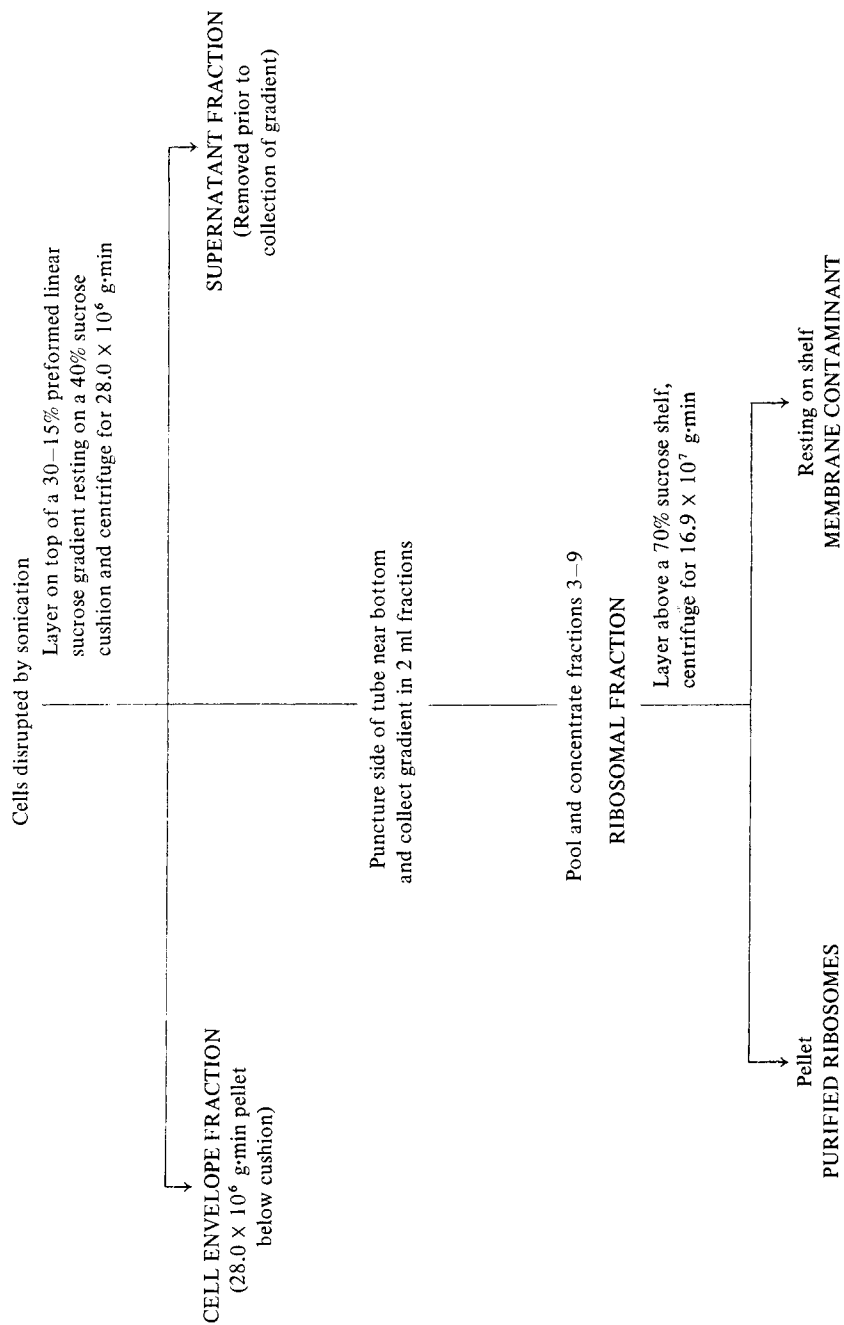 Cells disrupted by sonication
Layer on top of a 30–15% preformed linear
sucrose gradient resting on a 40% sucrose
cushion and centrifuge for 28.0 × 10⁶ g·min
CELL ENVELOPE FRACTION
(28.0 × 10⁶ g·min pellet
below cushion)
SUPERNATANT FRACTION
(Removed prior to
collection of gradient)
Puncture side of tube near bottom
and collect gradient in 2 ml fractions
Pool and concentrate fractions 3–9
RIBOSOMAL FRACTION
Layer above a 70% sucrose shelf,
centrifuge for 16.9 × 10⁷ g·min
Pellet
PURIFIED RIBOSOMES
Resting on shelf
MEMBRANE CONTAMINANT